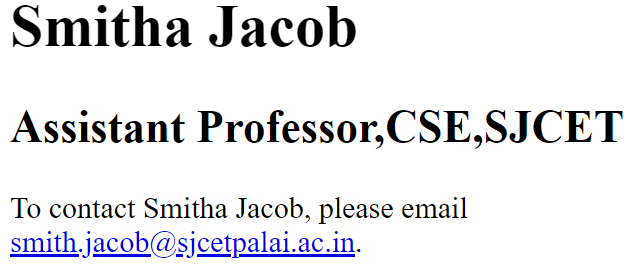 Smitha Jacob
Assistant Professor,CSE,SJCET
To contact Smitha Jacob, please email
smith.jacob@sjcetpalai.ac.in.